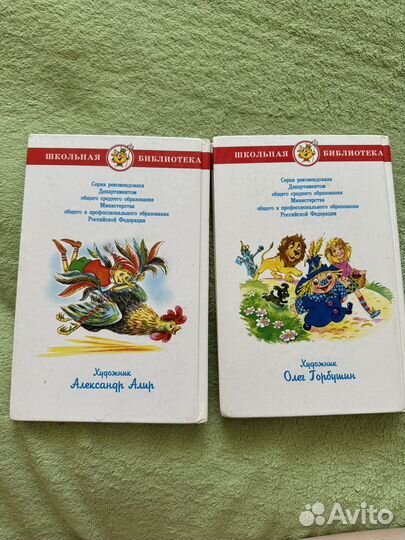 ШКОЛЬНАЯ БИБЛИОТЕКА
Серия рекомендована
Департаментом
общего среднего образования
Министерства
общего и профессионального образования
Российской Федерации
Художник
Александр Алир
ШКОЛЬНАЯ БИБЛИОТЕКА
Серия рекомендована
Департаментом
общего среднего образования
Министерства
общего и профессионального образования
Российской Федерации
Художник
Олег Горбушин
Avito